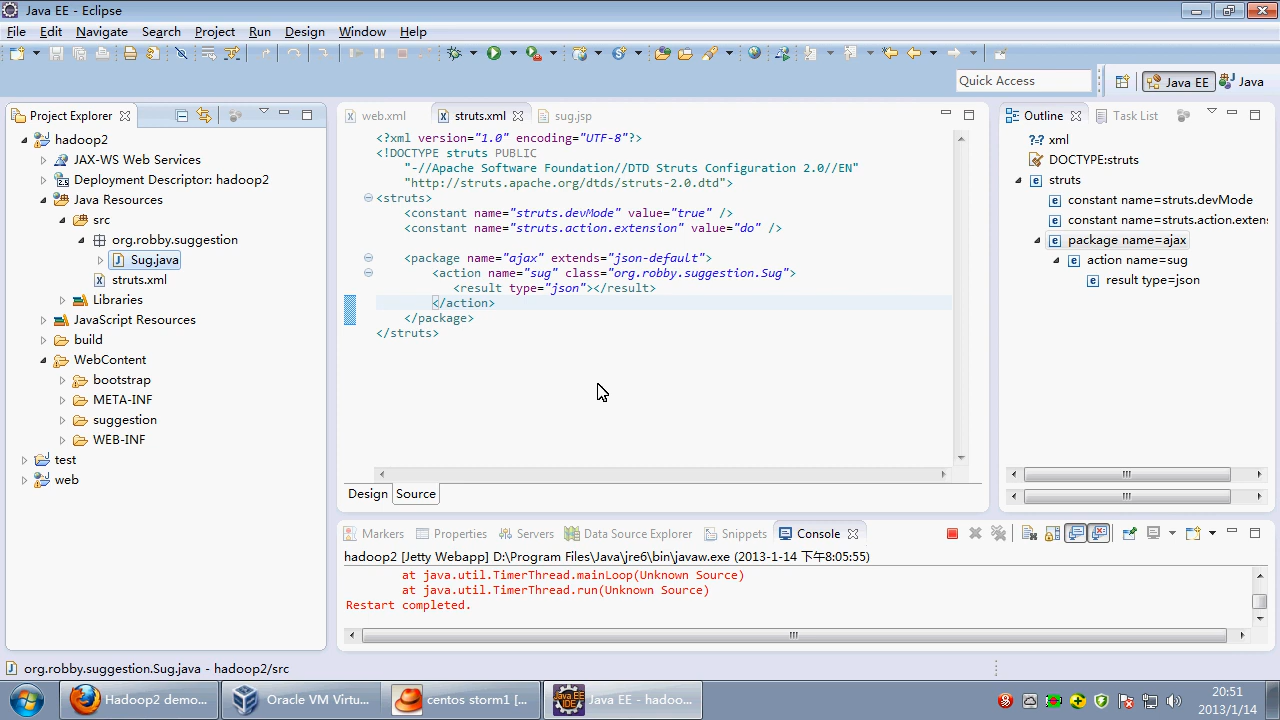 Java EE - Eclipse
File Edit Navigate Search Project Run Design Window Help
Quick Access
Java EE
Java
Project Explorer
hadoop2
JAX-WS Web Services
Deployment Descriptor: hadoop2
Java Resources
src
org.robby.suggestion
Sug.java
struts.xml
Libraries
JavaScript Resources
build
WebContent
bootstrap
META-INF
suggestion
WEB-INF
test
web
web.xml
struts.xml
sug.jsp
<?xml version="1.0" encoding="UTF-8"?>
<!DOCTYPE struts PUBLIC
"-//Apache Software Foundation//DTD Struts Configuration 2.0//EN"
"http://struts.apache.org/dtds/struts-2.0.dtd">
<struts>
<constant name="struts.devMode" value="true" />
<constant name="struts.action.extension" value="do" />
<package name="ajax" extends="json-default">
<action name="sug" class="org.robby.suggestion.Sug">
<result type="json"></result>
</action>
</package>
</struts>
Design Source
Outline
Task List
xml
DOCTYPE:struts
struts
constant name=struts.devMode
constant name=struts.action.exten
package name=ajax
action name=sug
result type=json
Markers Properties Servers Data Source Explorer Snippets Console
hadoop2 [Jetty Webapp] D:\Program Files\Java\jre6\bin\javaw.exe (2013-1-14 下午8:05:55)
at java.util.TimerThread.mainLoop(Unknown Source)
at java.util.TimerThread.run(Unknown Source)
Restart completed.
org.robby.suggestion.Sug.java - hadoop2/src
Hadoop2 demo...
Oracle VM Virtu...
centos storm1 [...
Java EE - hadoo...
20:51
2013/1/14